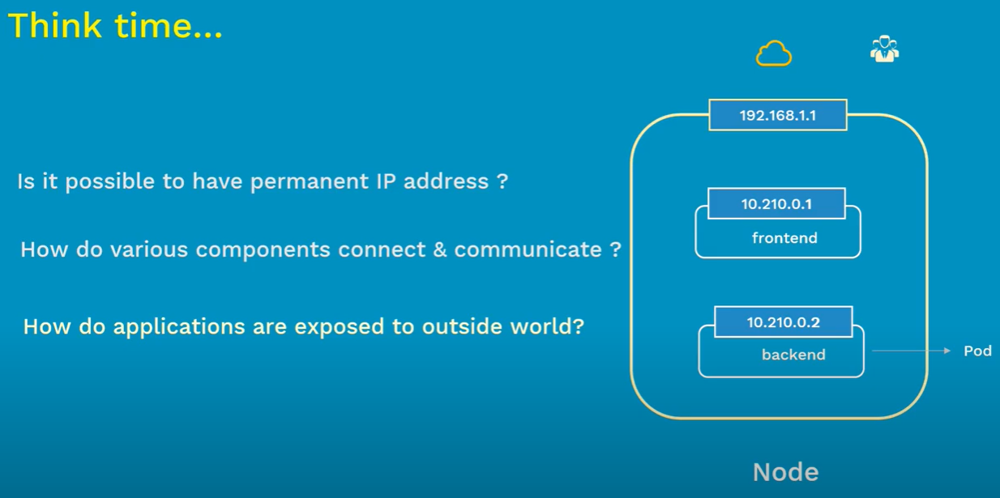 Think time...
192.168.1.1
Is it possible to have permanent IP address ?
10.210.0.1
frontend
How do various components connect & communicate ?
How do applications are exposed to outside world?
10.210.0.2
backend
Pod
Node